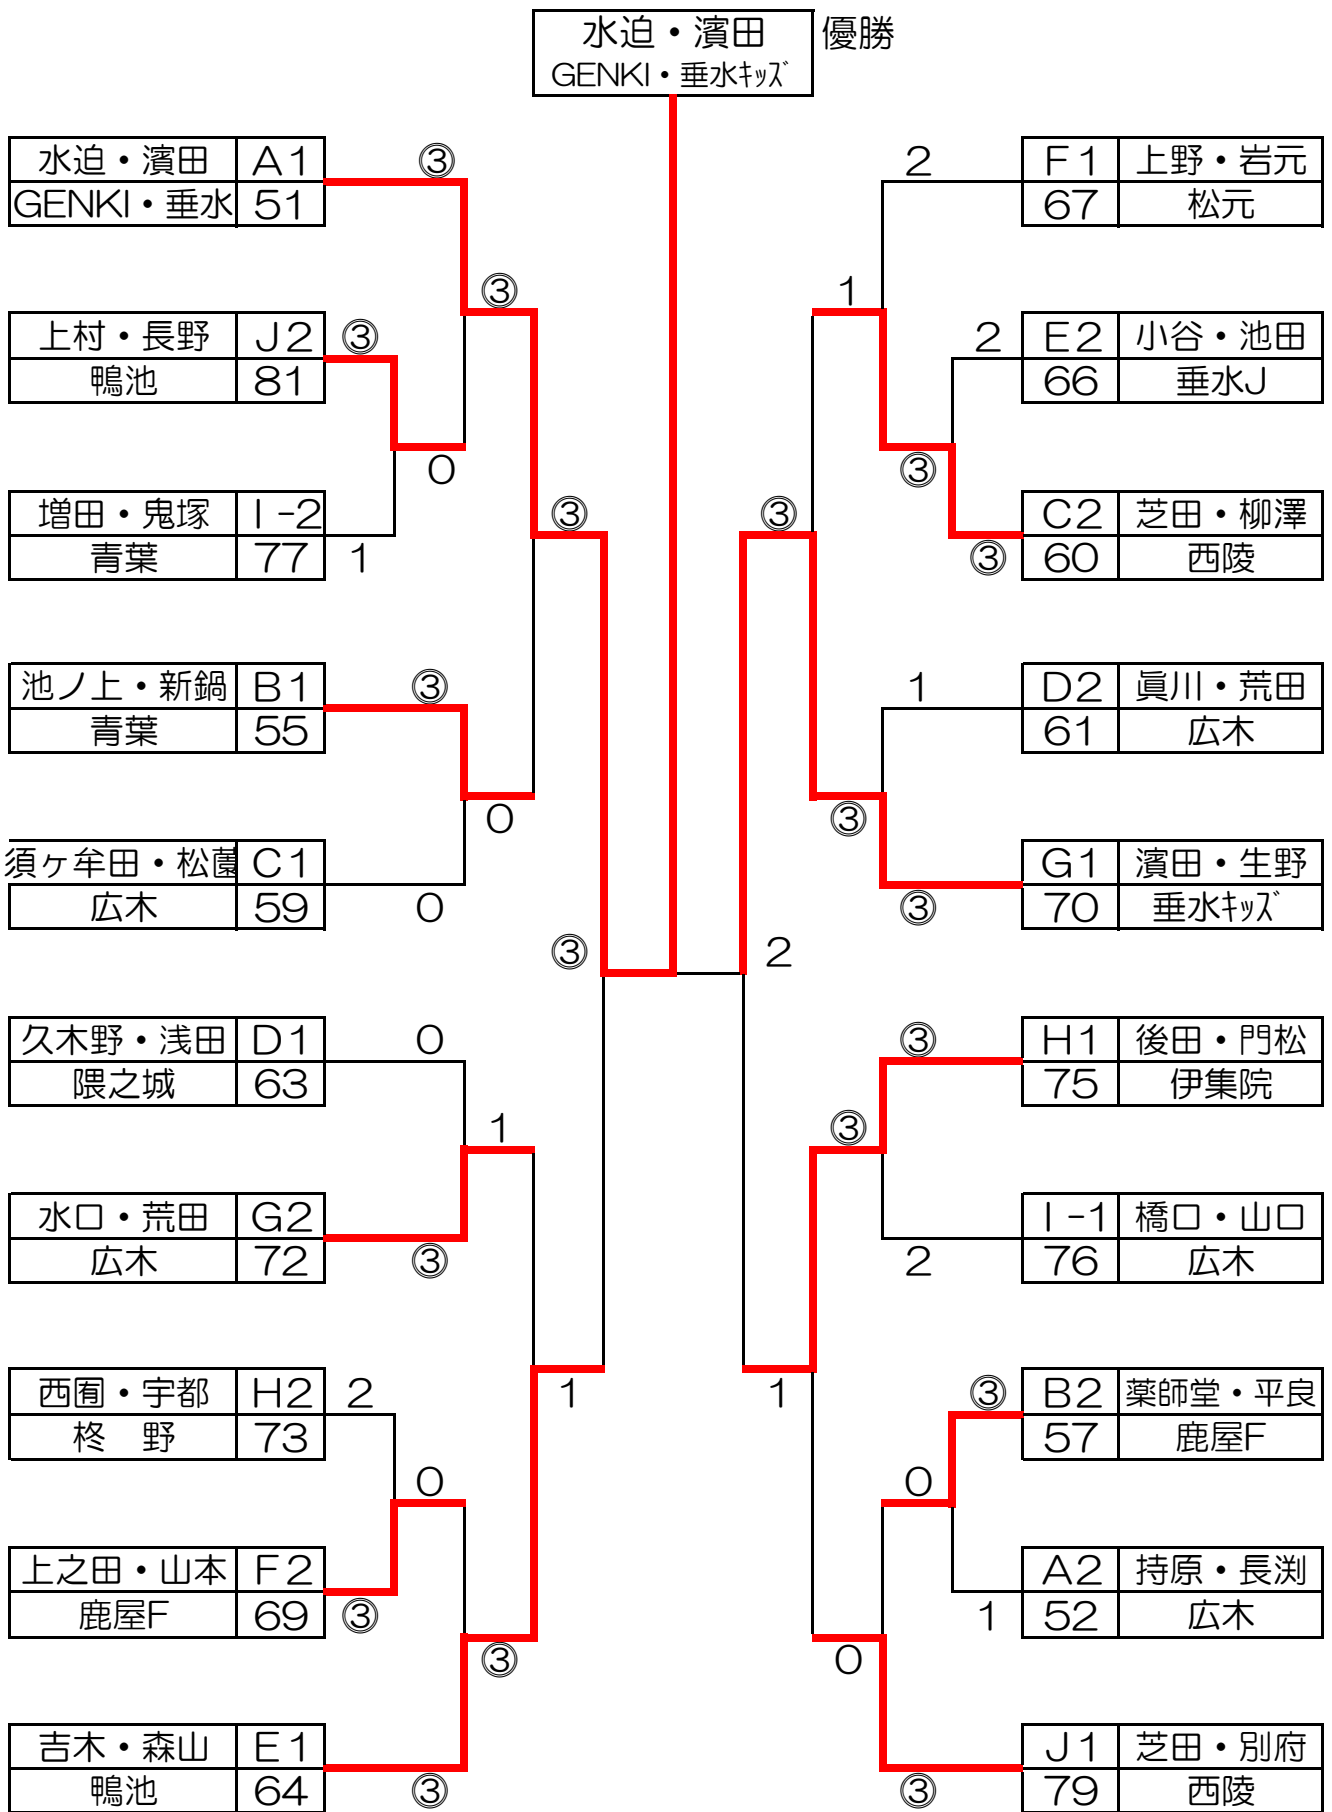 水迫・濱田 優勝
GENKI・垂水ｷｯｽﾞ
水迫・濱田 A1 ③
GENKI・垂水 51
③
上村・長野 J2 ③
鴨池 81
0
増田・鬼塚 I-2
青葉 77 1
③
池ノ上・新鍋 B1 ③
青葉 55
0
須ヶ牟田・松薗 C1
広木 59 0
③
久木野・浅田 D1 0
隈之城 63
1
水口・荒田 G2
広木 72 ③
1
西囿・宇都 H2 2
柊　野 73
0
上之田・山本 F2
鹿屋F 69 ③
③
吉木・森山 E1
鴨池 64 ③
2 F1 上野・岩元
67 松元
1
2 E2 小谷・池田
66 垂水J
③
C2 芝田・柳澤
③ 60 西陵
③
1 D2 眞川・荒田
61 広木
③
G1 濱田・生野
③ 70 垂水ｷｯｽﾞ
2
③ H1 後田・門松
75 伊集院
③
I-1 橋口・山口
2 76 広木
1
③ B2 薬師堂・平良
57 鹿屋F
0
A2 持原・長渕
1 52 広木
0
J1 芝田・別府
③ 79 西陵